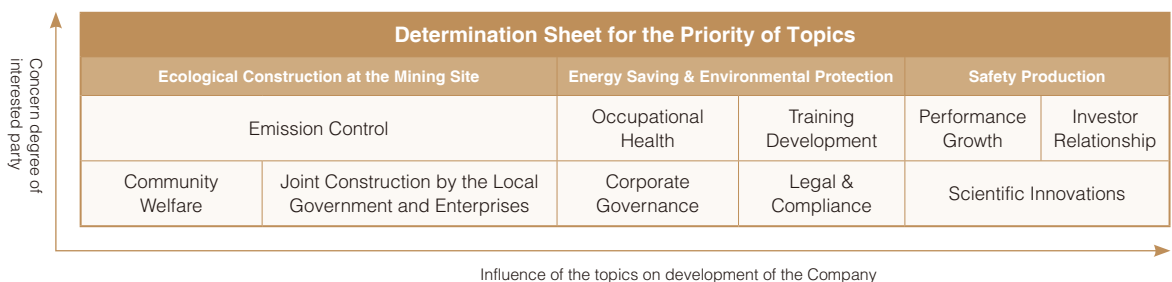 Determination Sheet for the Priority of Topics
Concern degree of
interested party
Ecological Construction at the Mining Site
Energy Saving & Environmental Protection
Safety Production
Emission Control
Occupational
Health
Training
Development
Performance
Growth
Investor
Relationship
Community
Welfare
Joint Construction by the Local
Government and Enterprises
Corporate
Governance
Legal &
Compliance
Scientific Innovations
Influence of the topics on development of the Company